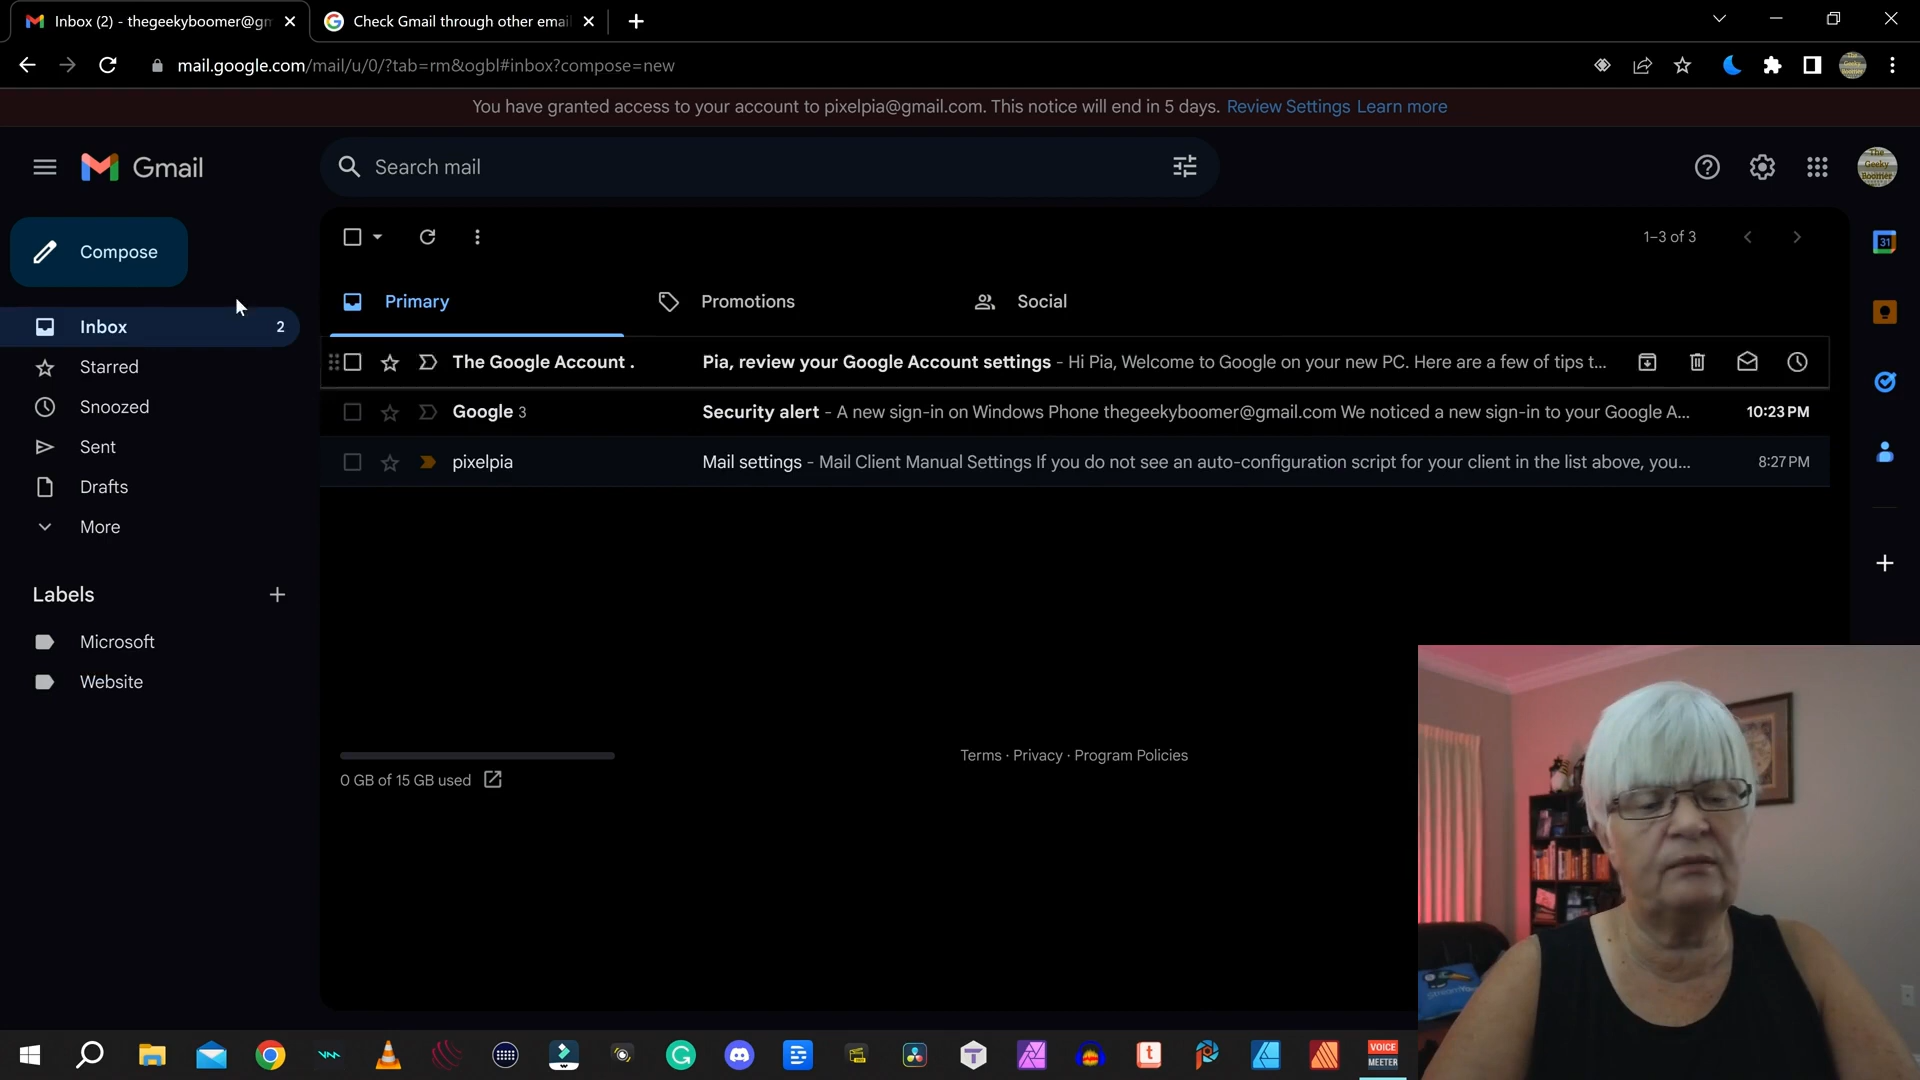 Inbox (2) - thegeekyboomer@gm
Check Gmail through other emai
mail.google.com/mail/u/0/?tab=rm&ogbl#inbox?compose=new
You have granted access to your account to pixelpia@gmail.com. This notice will end in 5 days. Review Settings Learn more
Gmail
Search mail
The Geeky Boomer
Compose
1–3 of 3
31
Primary
Promotions
Social
Inbox 2
Starred
Snoozed
Sent
Drafts
More
The Google Account . Pia, review your Google Account settings - Hi Pia, Welcome to Google on your new PC. Here are a few of tips t...
Google 3 Security alert - A new sign-in on Windows Phone thegeekyboomer@gmail.com We noticed a new sign-in to your Google A... 10:23 PM
pixelpia Mail settings - Mail Client Manual Settings If you do not see an auto-configuration script for your client in the list above, you... 8:27 PM
Labels
Microsoft
Website
0 GB of 15 GB used
Terms · Privacy · Program Policies
VOICE
MEETER